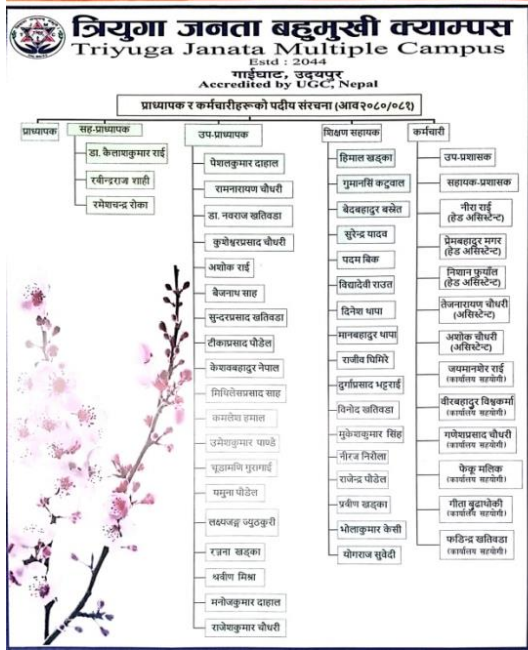 त्रियुगा जनता बहुमुखी क्याम्पस
Triyuga Janata Multiple Campus
Estd : 2044
गाईघाट, उदयपुर
Accredited by UGC, Nepal
प्राध्यापक र कर्मचारीहरूको पदीय संरचना (आव२०८०/०८१)
प्राध्यापक
सह-प्राध्यापक
डा. कैलाशकुमार राई
रबीन्द्रराज शाही
रमेशचन्द्र रोका
उप-प्राध्यापक
पेशलकुमार दाहाल
रामनारायण चौधरी
डा. नवराज खतिवडा
कुशेश्वरप्रसाद चौधरी
अशोक राई
बैजनाथ साह
सुन्दरप्रसाद खतिवडा
टीकाप्रसाद पौडेल
केशवबहादुर नेपाल
मिथिलेसप्रसाद साह
कमलेश हमाल
उमेशकुमार पाण्डे
चूडामणि गुरागाई
यमुना पौडेल
लक्ष्यजङ्ग ज्युठकुरी
रञ्जना खड्का
श्रवीण मिश्रा
मनोजकुमार दाहाल
राजेशकुमार चौधरी
शिक्षण सहायक
हिमाल खड्का
गुमानसिं कटुवाल
बेदबहादुर बस्नेत
सुरेन्द्र यादव
पदम बिक
विद्यादेवी राउत
दिनेश थापा
मानबहादुर थापा
राजीव घिमिरे
दुर्गाप्रसाद भट्टराई
विनोद खतिवडा
मुकेशकुमार सिंह
नीरज निरोला
राजेन्द्र पौडेल
प्रवीण खड्का
भोलाकुमार केसी
योगराज सुवेदी
कर्मचारी
उप-प्रशासक
सहायक-प्रशासक
नीरा राई
(हेड असिस्टेन्ट)
प्रेमबहादुर मगर
(हेड असिस्टेन्ट)
निशान फुयाँल
(हेड असिस्टेन्ट)
तेजनारायण चौधरी
(असिस्टेन्ट)
अशोक चौधरी
(असिस्टेन्ट)
जयमानशेर राई
(कार्यालय सहयोगी)
वीरबहादुर विश्वकर्मा
(कार्यालय सहयोगी)
गणेशप्रसाद चौधरी
(कार्यालय सहयोगी)
फेकू मलिक
(कार्यालय सहयोगी)
गीता बुढाथोकी
(कार्यालय सहयोगी)
फडिन्द्र खतिवडा
(कार्यालय सहयोगी)